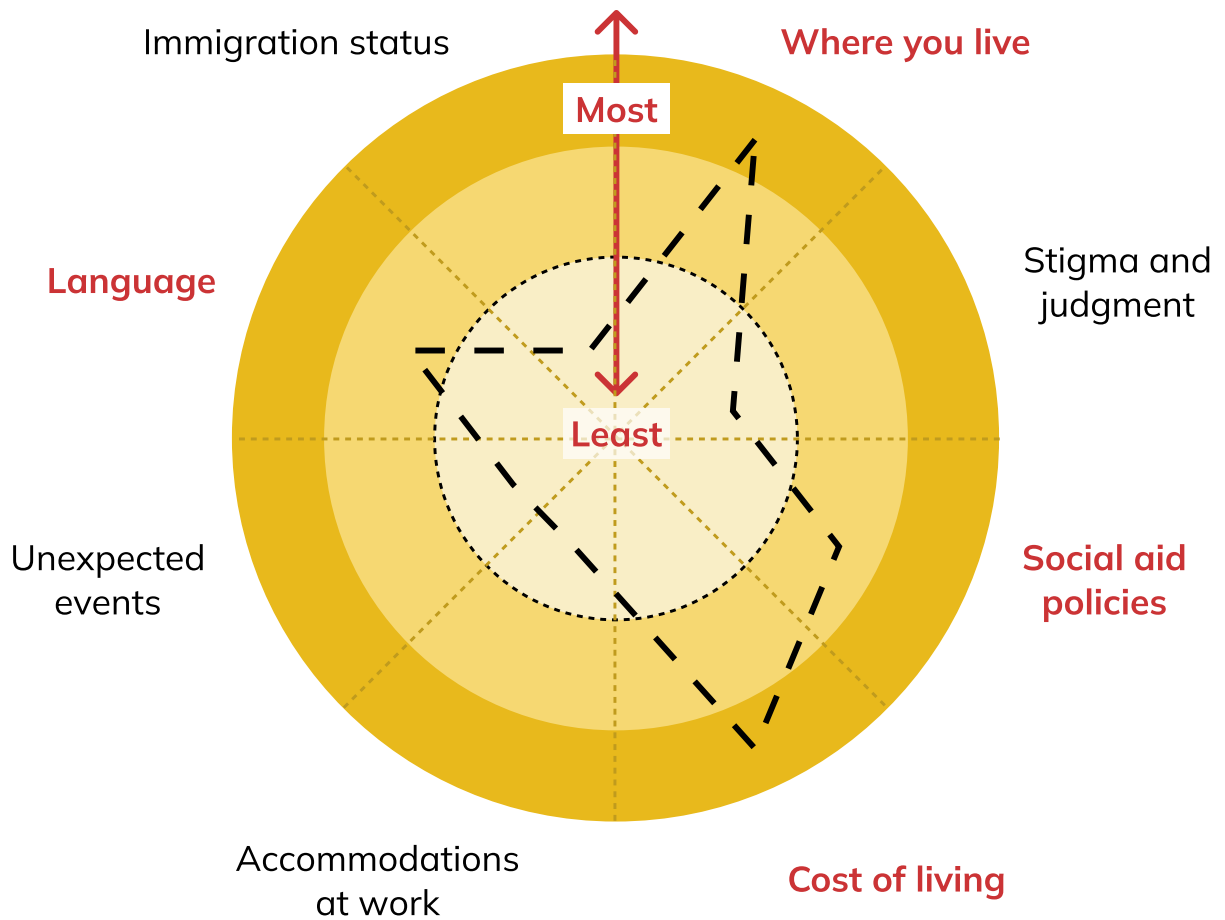 Immigration status
Where you live
Most
Language
Stigma and
judgment
Least
Unexpected
events
Social aid
policies
Accommodations
at work
Cost of living